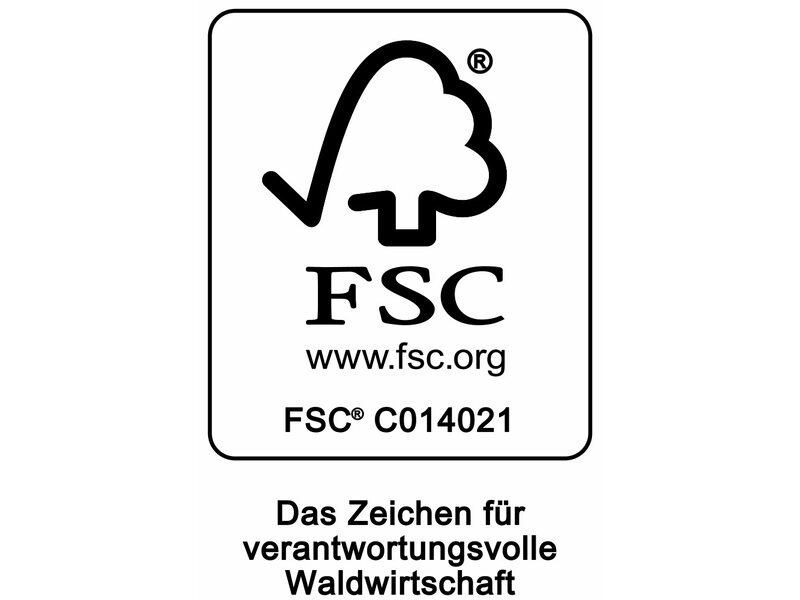 ®
FSC
www.fsc.org
FSC® C014021
Das Zeichen für
verantwortungsvolle
Waldwirtschaft